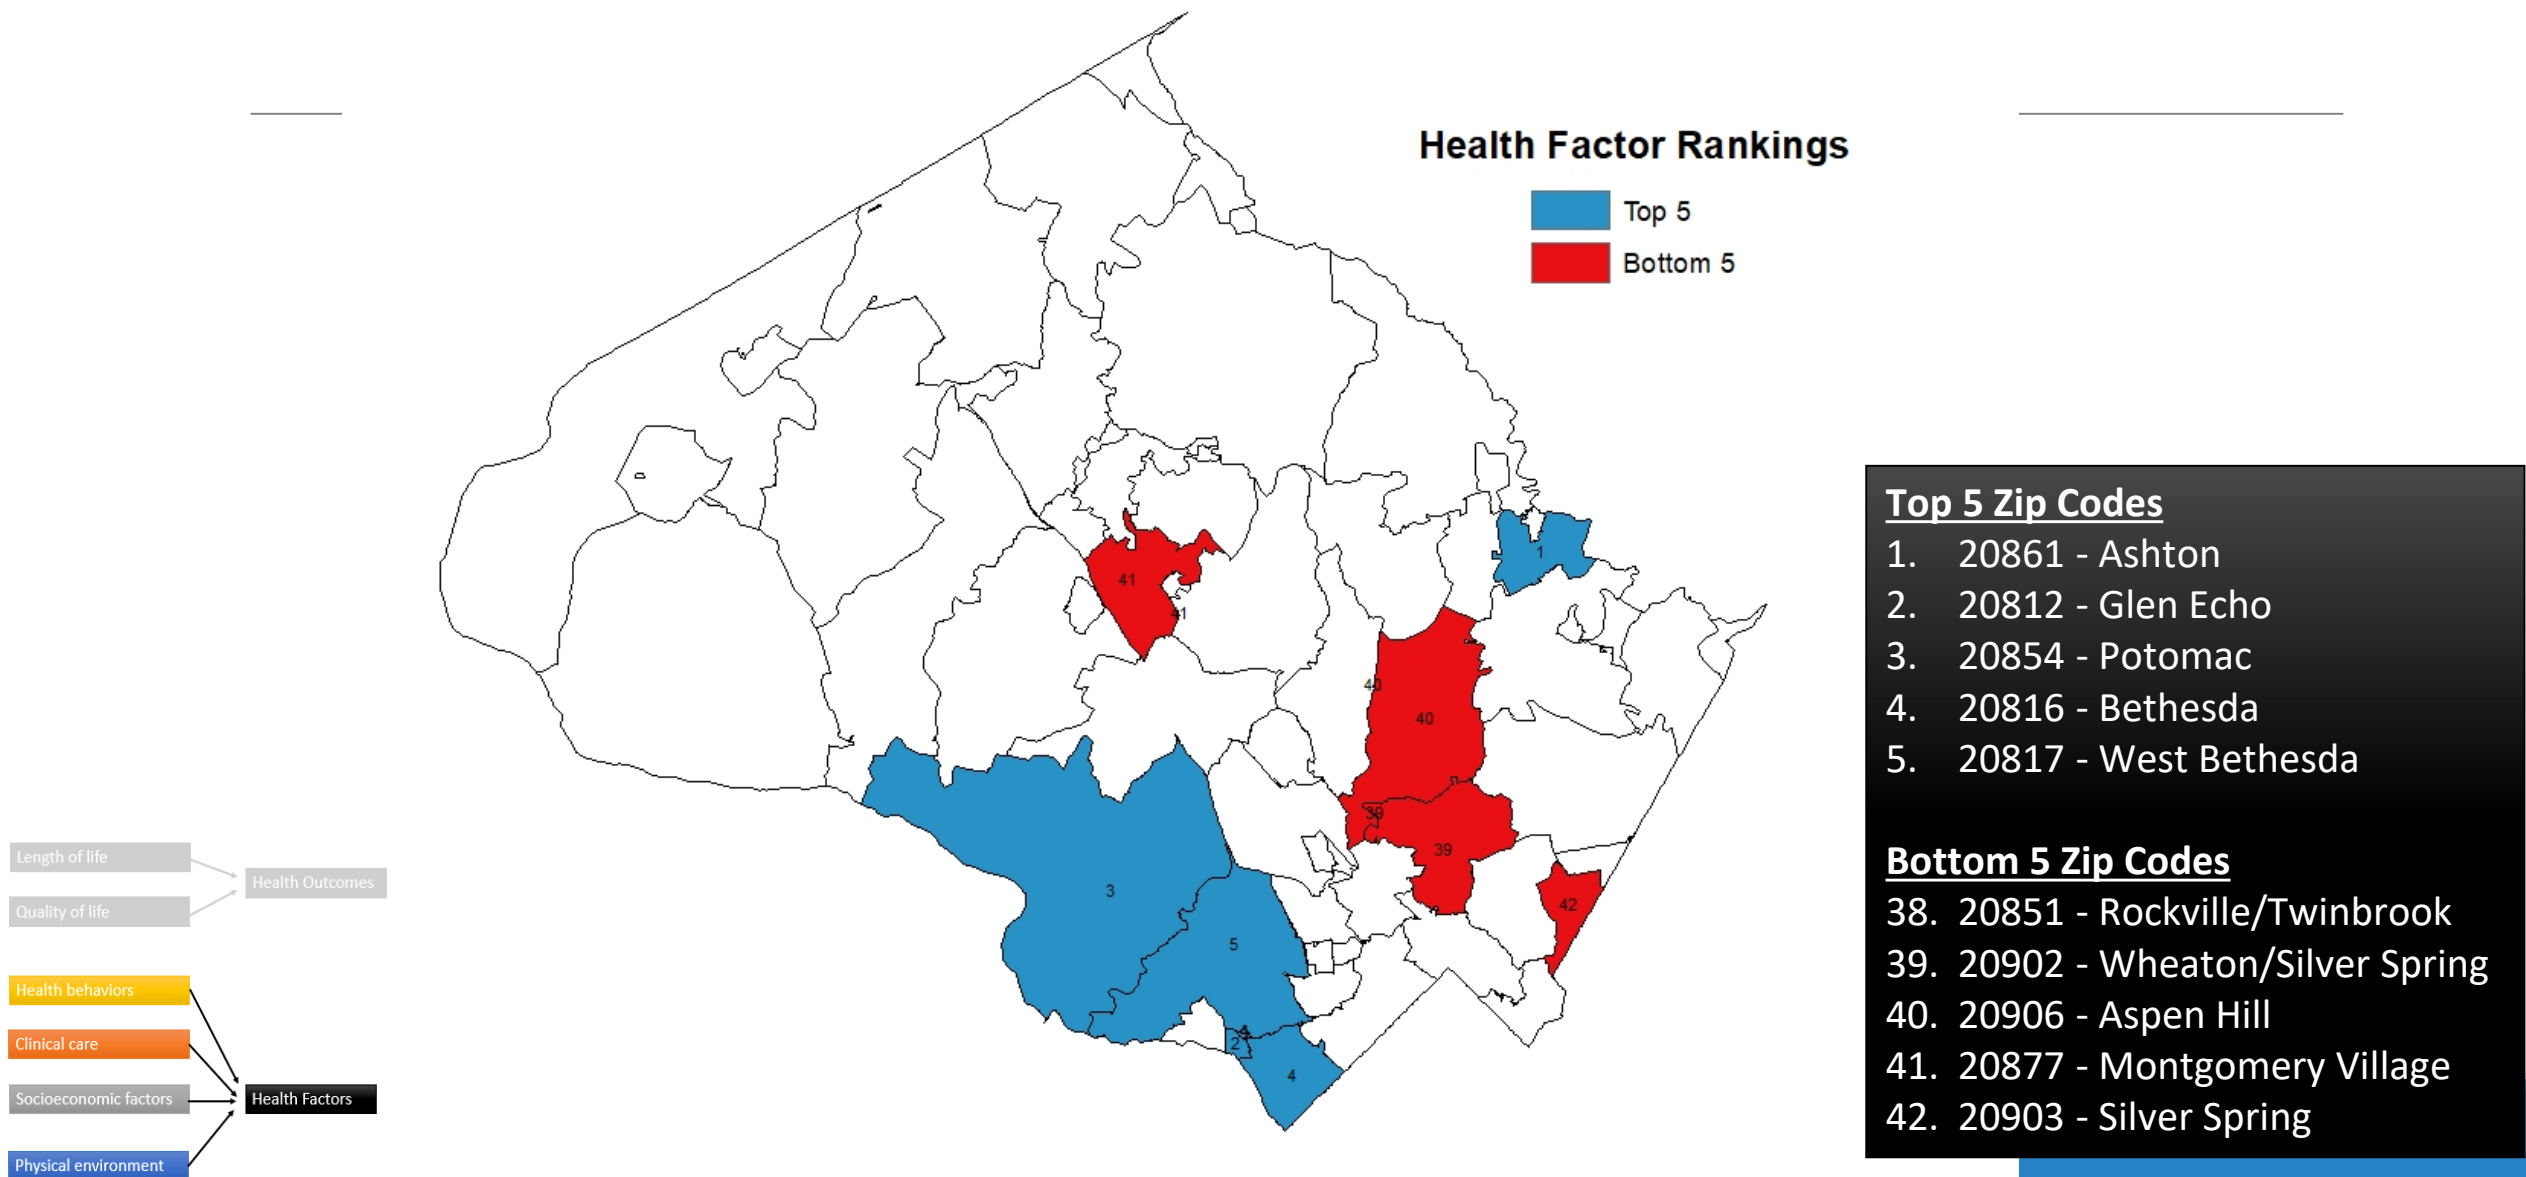 Health Factor Rankings
Top 5
Bottom 5
1
41
41
40
40
39
39
42
3
5
4
2
4
Top 5 Zip Codes
1. 20861 - Ashton
2. 20812 - Glen Echo
3. 20854 - Potomac
4. 20816 - Bethesda
5. 20817 - West Bethesda
Bottom 5 Zip Codes
38. 20851 - Rockville/Twinbrook
39. 20902 - Wheaton/Silver Spring
40. 20906 - Aspen Hill
41. 20877 - Montgomery Village
42. 20903 - Silver Spring
Length of life
Quality of life
Health Outcomes
Health behaviors
Clinical care
Socioeconomic factors
Physical environment
Health Factors